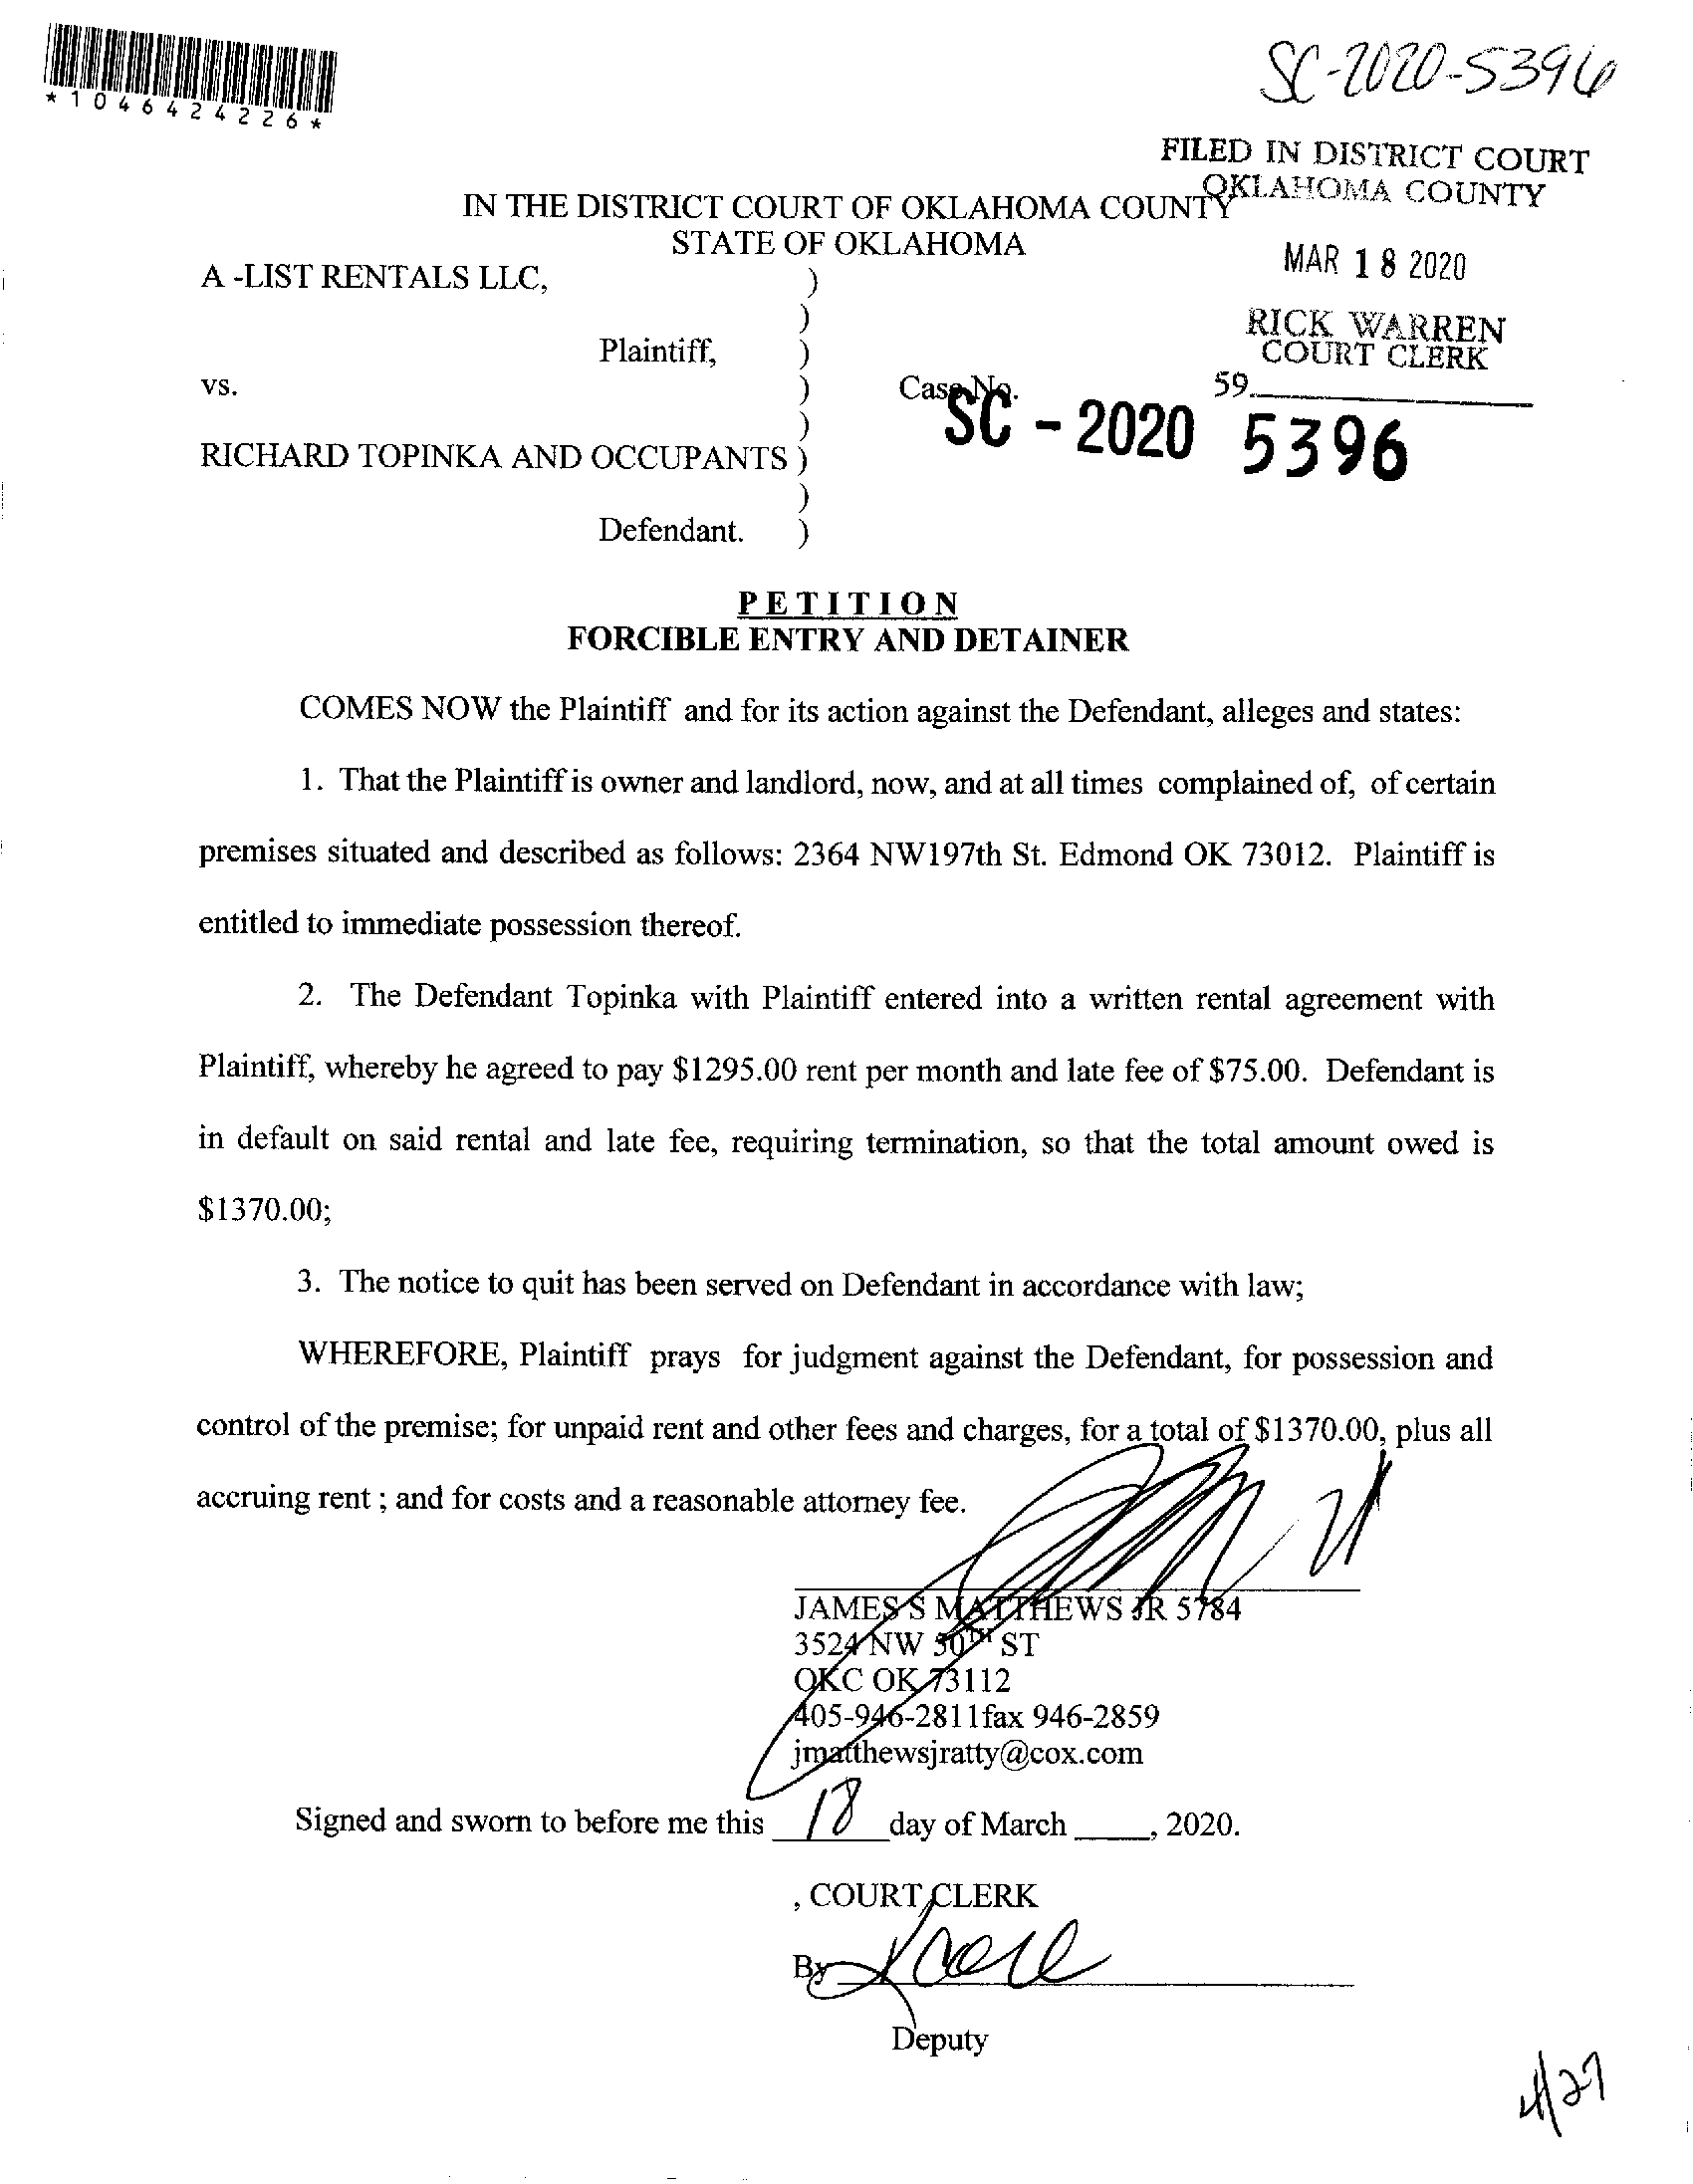 *1046424226*
SC-2020-5396
FILED IN DISTRICT COURT
OKLAHOMA COUNTY
IN THE DISTRICT COURT OF OKLAHOMA COUNTY
STATE OF OKLAHOMA
MAR 18 2020
A -LIST RENTALS LLC, )
)
RICK WARREN
COURT CLERK
Plaintiff, )
59
vs. )
Case No.
SC - 2020 5396
)
RICHARD TOPINKA AND OCCUPANTS )
)
Defendant. )
PETITION
FORCIBLE ENTRY AND DETAINER
COMES NOW the Plaintiff and for its action against the Defendant, alleges and states:
1. That the Plaintiff is owner and landlord, now, and at all times complained of, of certain
premises situated and described as follows: 2364 NW197th St. Edmond OK 73012. Plaintiff is
entitled to immediate possession thereof.
2. The Defendant Topinka with Plaintiff entered into a written rental agreement with
Plaintiff, whereby he agreed to pay $1295.00 rent per month and late fee of $75.00. Defendant is
in default on said rental and late fee, requiring termination, so that the total amount owed is
$1370.00;
3. The notice to quit has been served on Defendant in accordance with law;
WHEREFORE, Plaintiff prays for judgment against the Defendant, for possession and
control of the premise; for unpaid rent and other fees and charges, for a total of $1370.00, plus all
accruing rent ; and for costs and a reasonable attorney fee.
JAMES S MATTHEWS JR 5784
3524 NW 50TH ST
OKC OK 73112
405-946-2811fax 946-2859
jmatthewsjratty@cox.com
Signed and sworn to before me this 18 day of March ____, 2020.
, COURT CLERK
By
Deputy
4/27